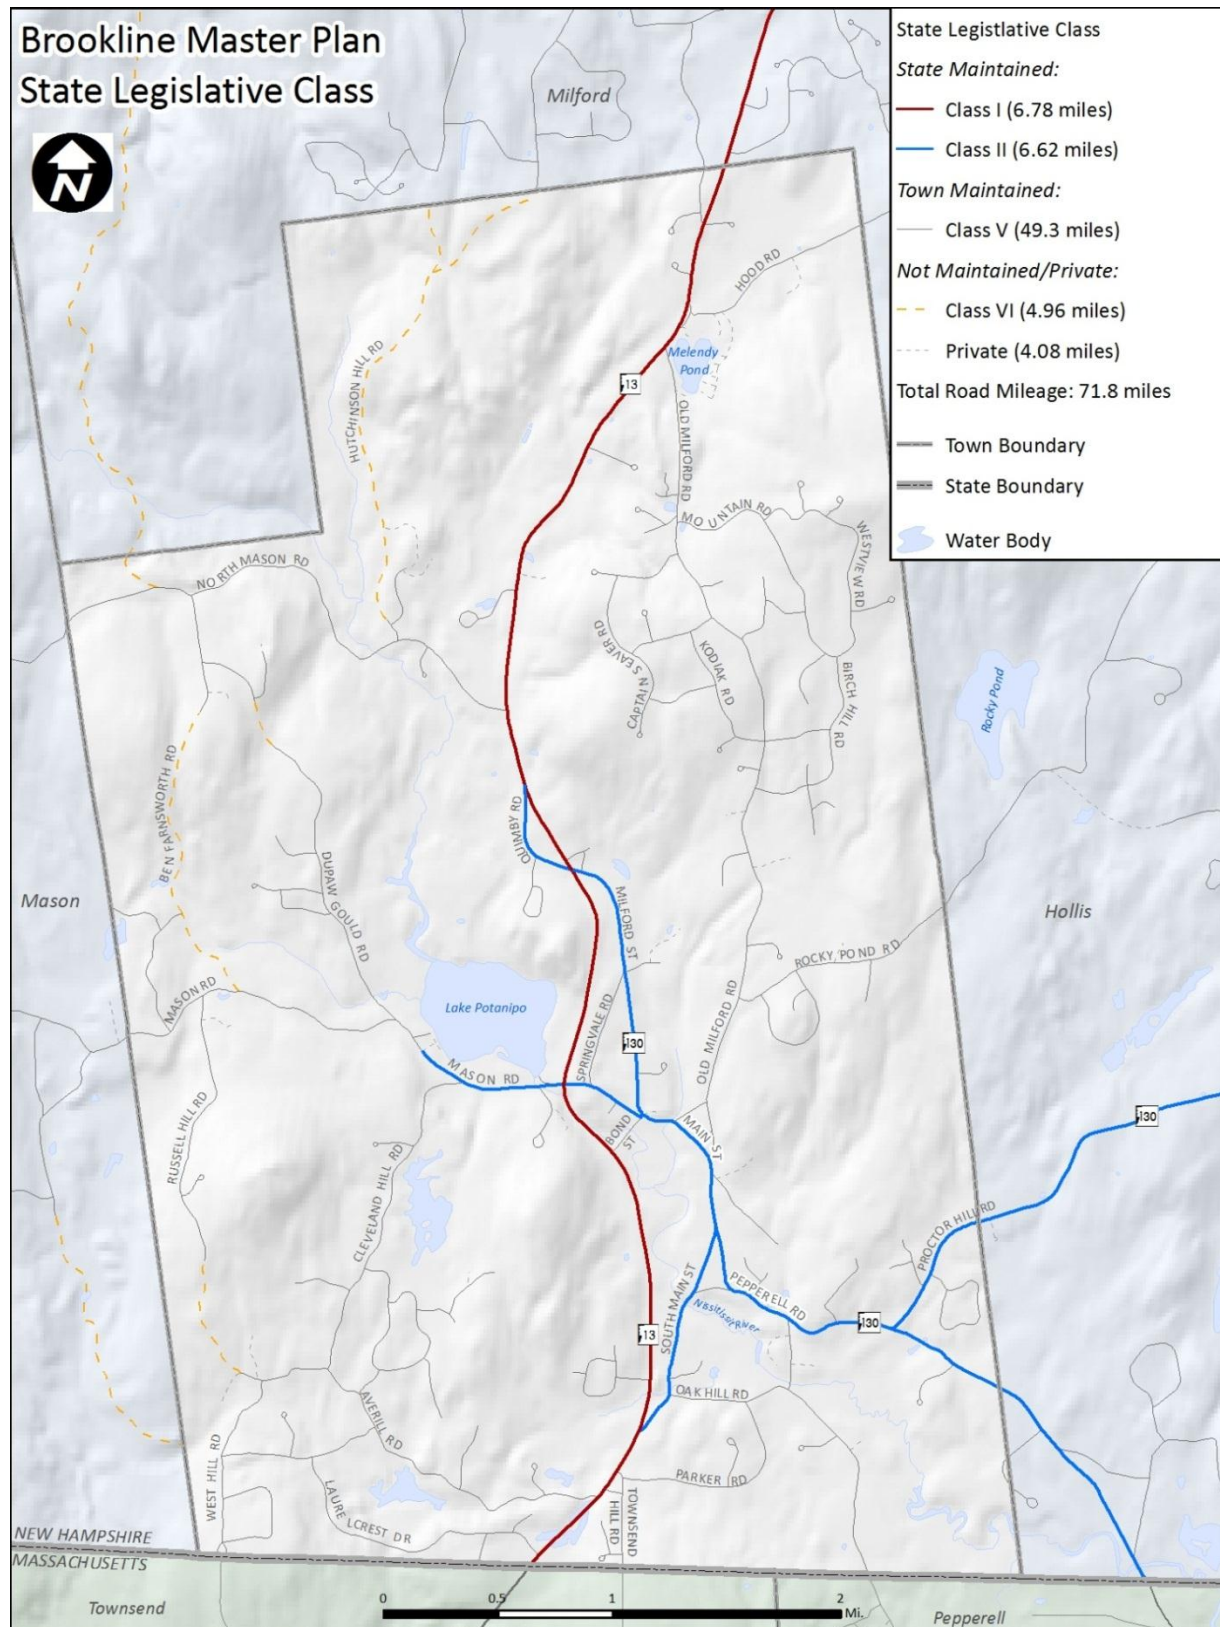 Brookline Master Plan
State Legislative Class
N
State Legistlative Class
State Maintained:
Class I (6.78 miles)
Class II (6.62 miles)
Town Maintained:
Class V (49.3 miles)
Not Maintained/Private:
Class VI (4.96 miles)
Private (4.08 miles)
Total Road Mileage: 71.8 miles
Town Boundary
State Boundary
Water Body
Milford
HOOD RD
Melendy
Pond
13
HUTCHINSON HILL RD
OLD MILFORD RD
MOUNTAIN RD
WESTVIEW RD
NORTH MASON RD
CAPTAIN SEAVER RD
KODIAK RD
BIRCH HILL RD
Rocky Pond
BEN FARNSWORTH RD
QUIMBY RD
DUPAW GOULD RD
MILFORD ST
Mason
Hollis
ROCKY POND RD
MASON RD
Lake Potanipo
SPRINGVALE RD
130
OLD MILFORD RD
MASON RD
BOND
ST
MAIN ST
130
RUSSELL HILL RD
CLEVELAND HILL RD
PROCTOR HILL RD
SOUTH MAIN ST
PEPPERELL RD
130
13
OAK HILL RD
AVERILL RD
WEST HILL RD
PARKER RD
LAURELCREST DR
TOWNSEND
HILL RD
NEW HAMPSHIRE
MASSACHUSETTS
Townsend
Pepperell
0 0.5 1 2
Mi.